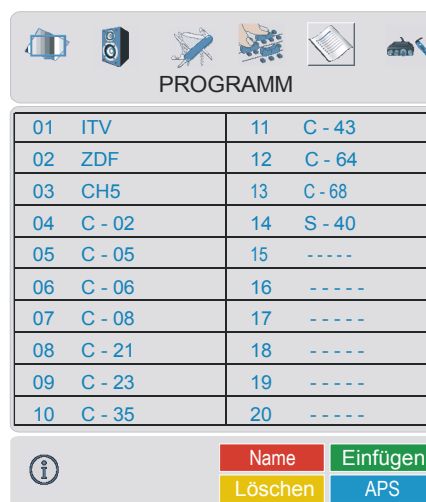 PROGRAMM
01 ITV 11 C - 43
02 ZDF 12 C - 64
03 CH5 13 C - 68
04 C - 02 14 S - 40
05 C - 05 15 - - - - -
06 C - 06 16 - - - - -
07 C - 08 17 - - - - -
08 C - 21 18 - - - - -
09 C - 23 19 - - - - -
10 C - 35 20 - - - - -
Name Einfügen
Löschen APS